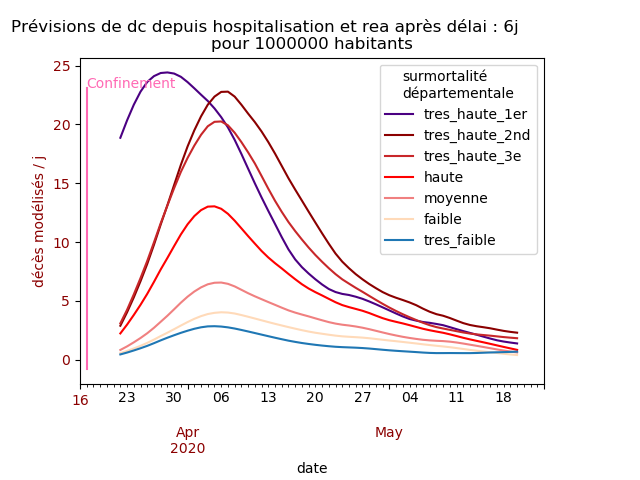 Prévisions de dc depuis hospitalisation et rea après délai : 6j
pour 1000000 habitants
25
20
15
10
5
0
décès modélisés / j
Confinement
surmortalité
départementale
tres_haute_1er
tres_haute_2nd
tres_haute_3e
haute
moyenne
faible
tres_faible
16 23 30 06 13 20 27 04 11 18
Apr May
2020
date